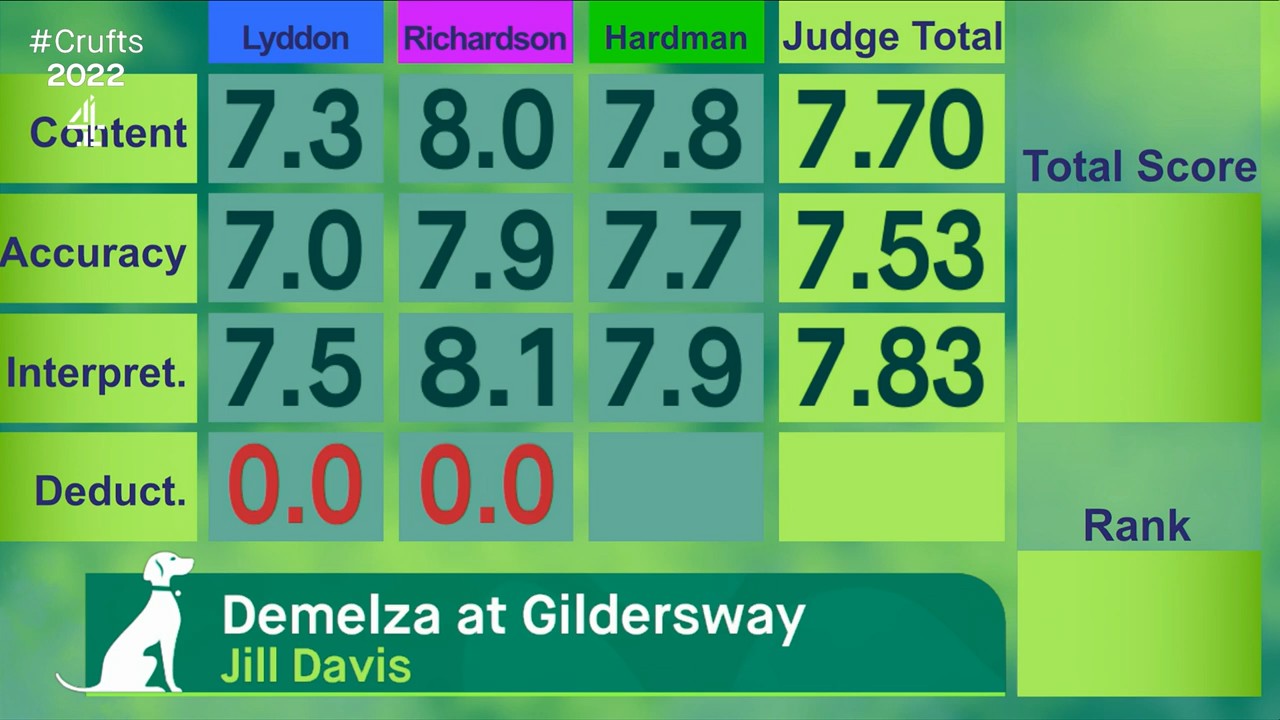 #Crufts
2022
Lyddon Richardson Hardman Judge Total
Content 7.3 8.0 7.8 7.70
Total Score
Accuracy 7.0 7.9 7.7 7.53
Interpret. 7.5 8.1 7.9 7.83
Deduct. 0.0 0.0
Rank
Demelza at Gildersway
Jill Davis